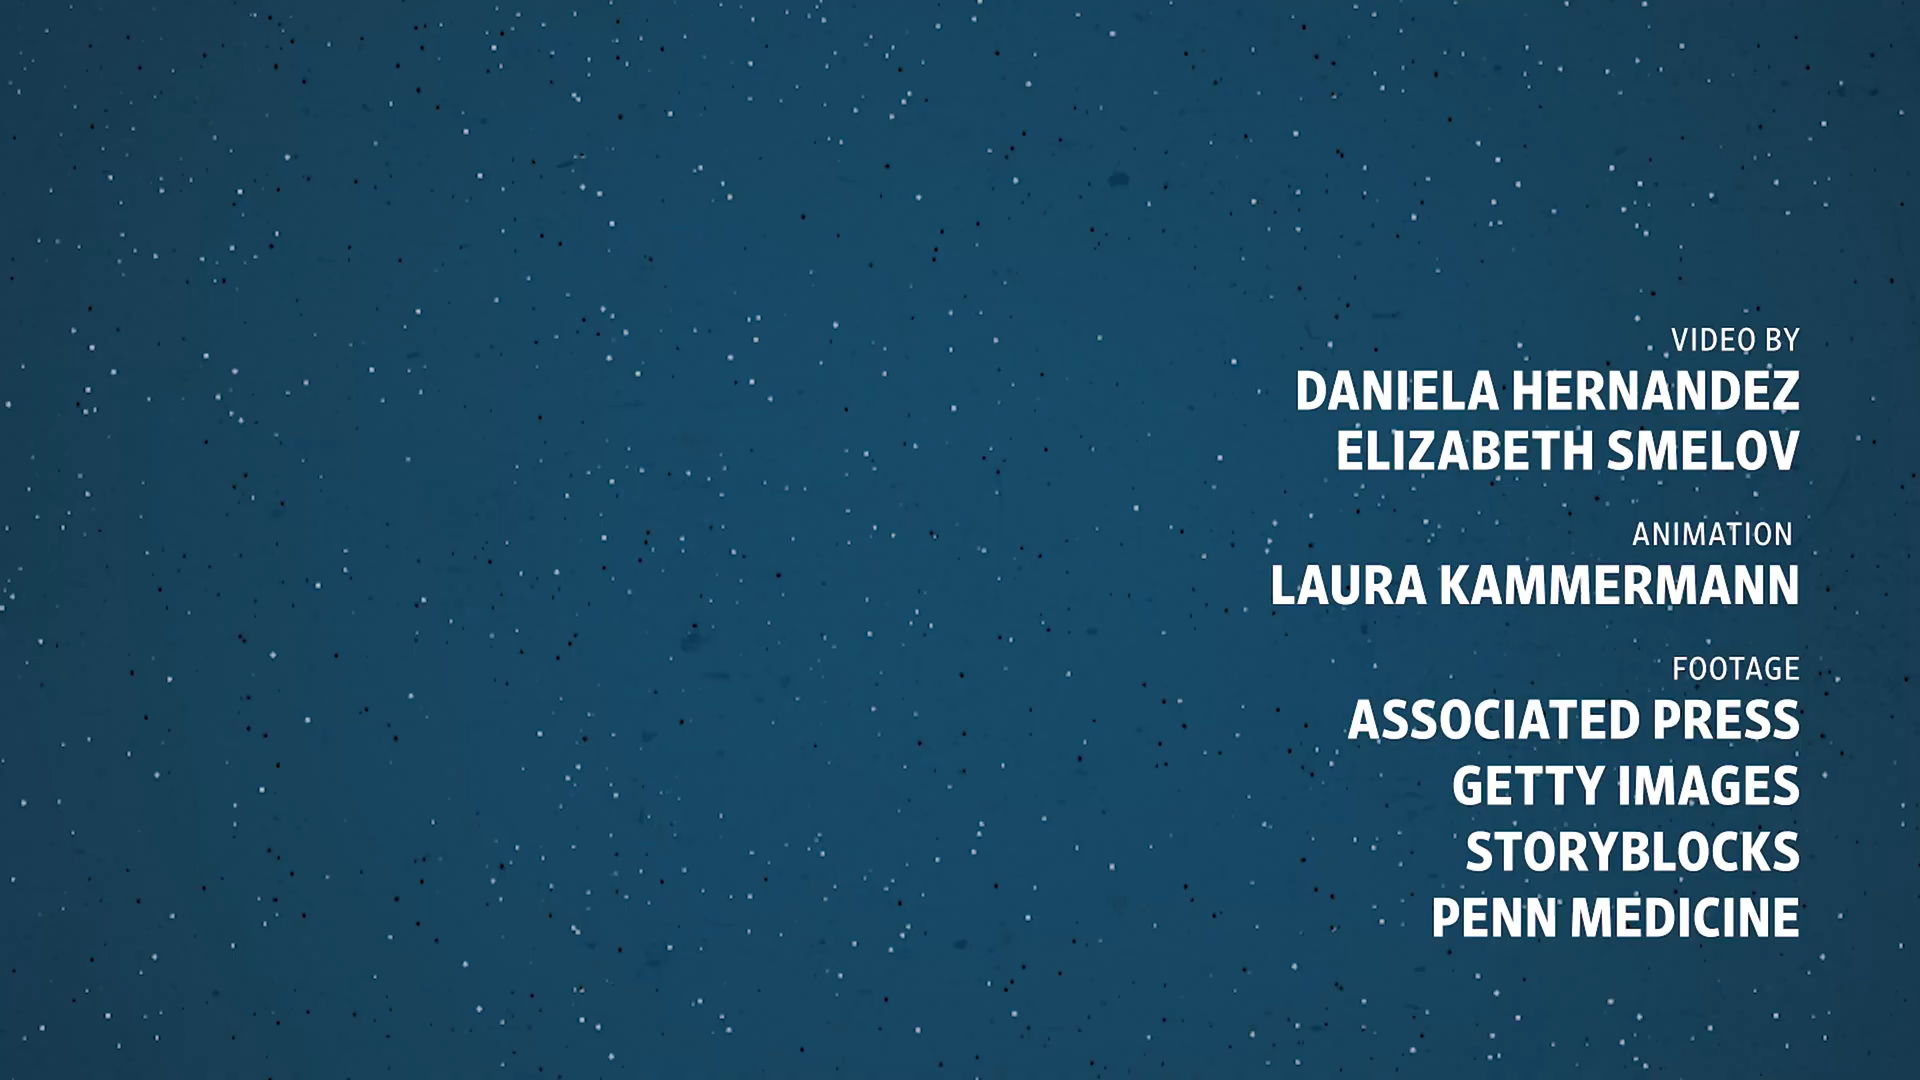 VIDEO BY
DANIELA HERNANDEZ
ELIZABETH SMELOV
ANIMATION
LAURA KAMMERMANN
FOOTAGE
ASSOCIATED PRESS
GETTY IMAGES
STORYBLOCKS
PENN MEDICINE